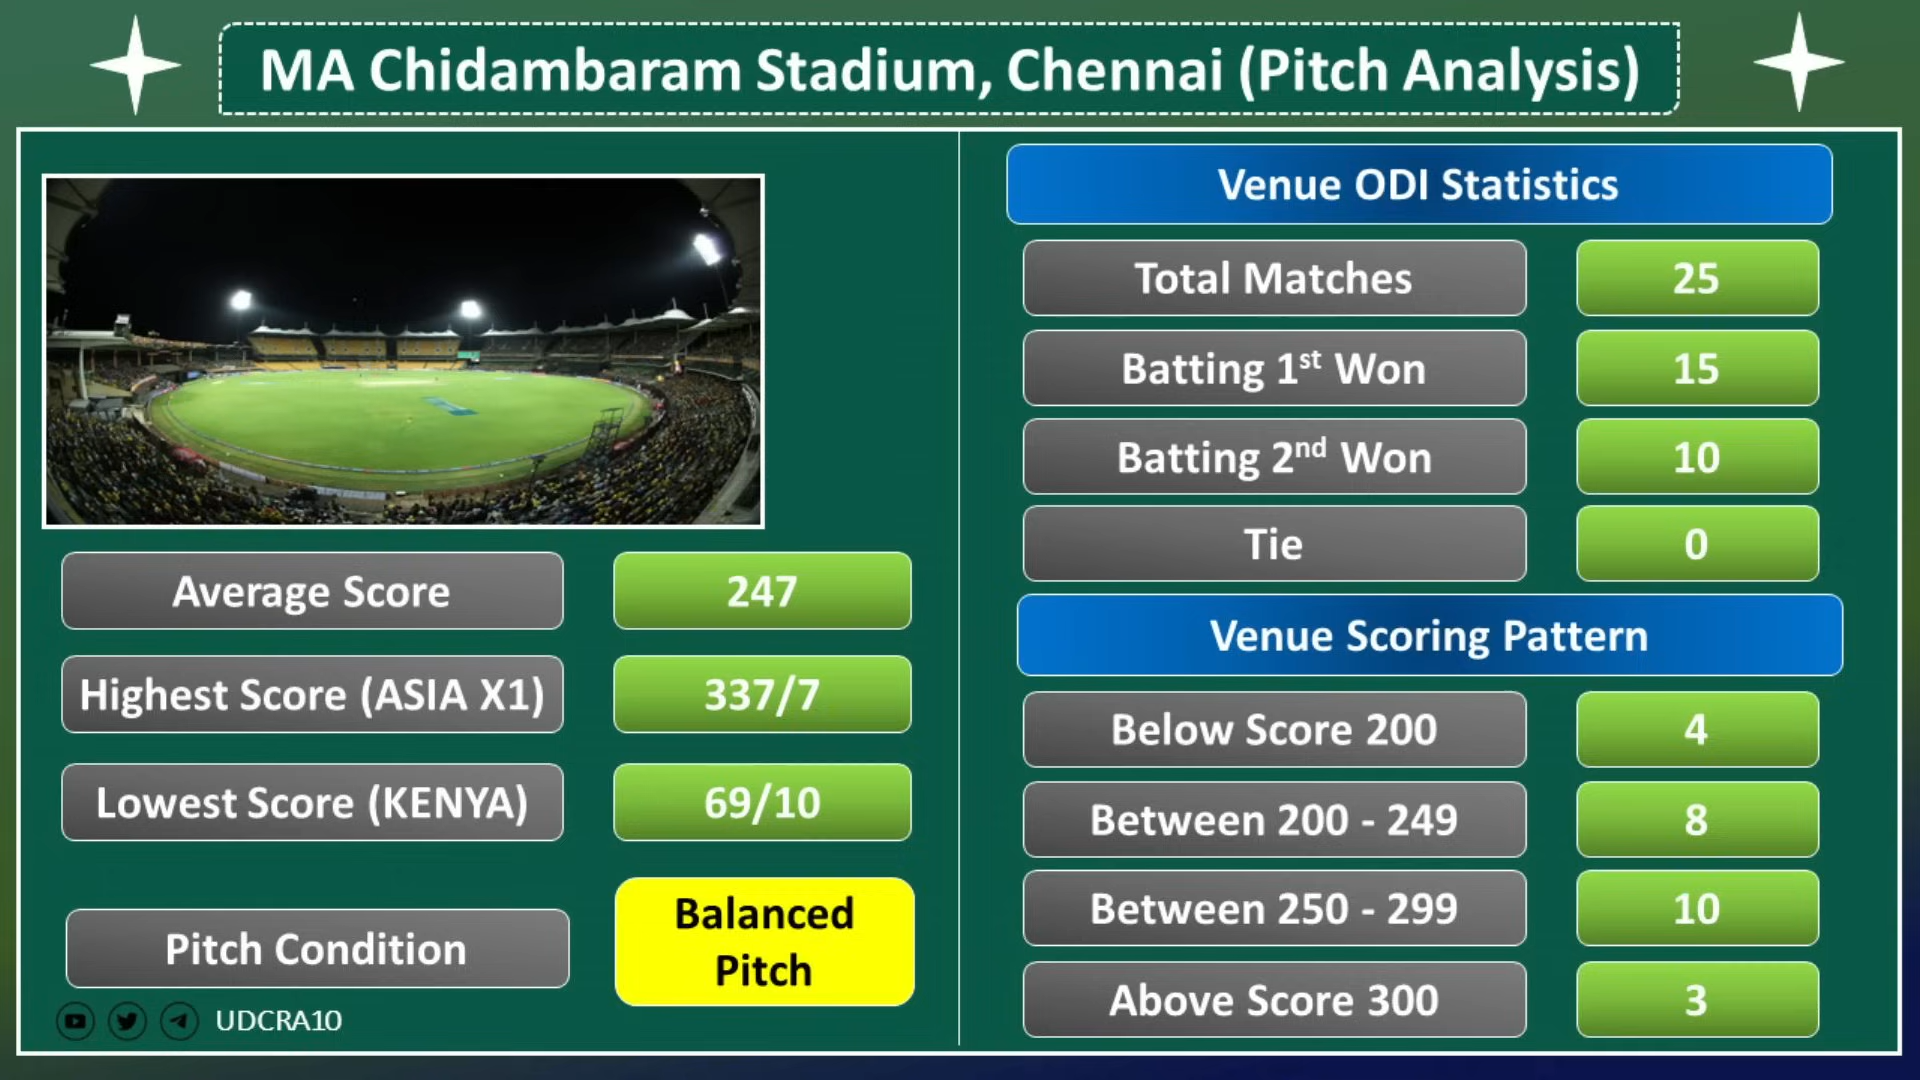 MA Chidambaram Stadium, Chennai (Pitch Analysis)
Average Score 247
Highest Score (ASIA X1) 337/7
Lowest Score (KENYA) 69/10
Pitch Condition Balanced
Pitch
UDCRA10
Venue ODI Statistics
Total Matches 25
Batting 1st Won 15
Batting 2nd Won 10
Tie 0
Venue Scoring Pattern
Below Score 200 4
Between 200 - 249 8
Between 250 - 299 10
Above Score 300 3